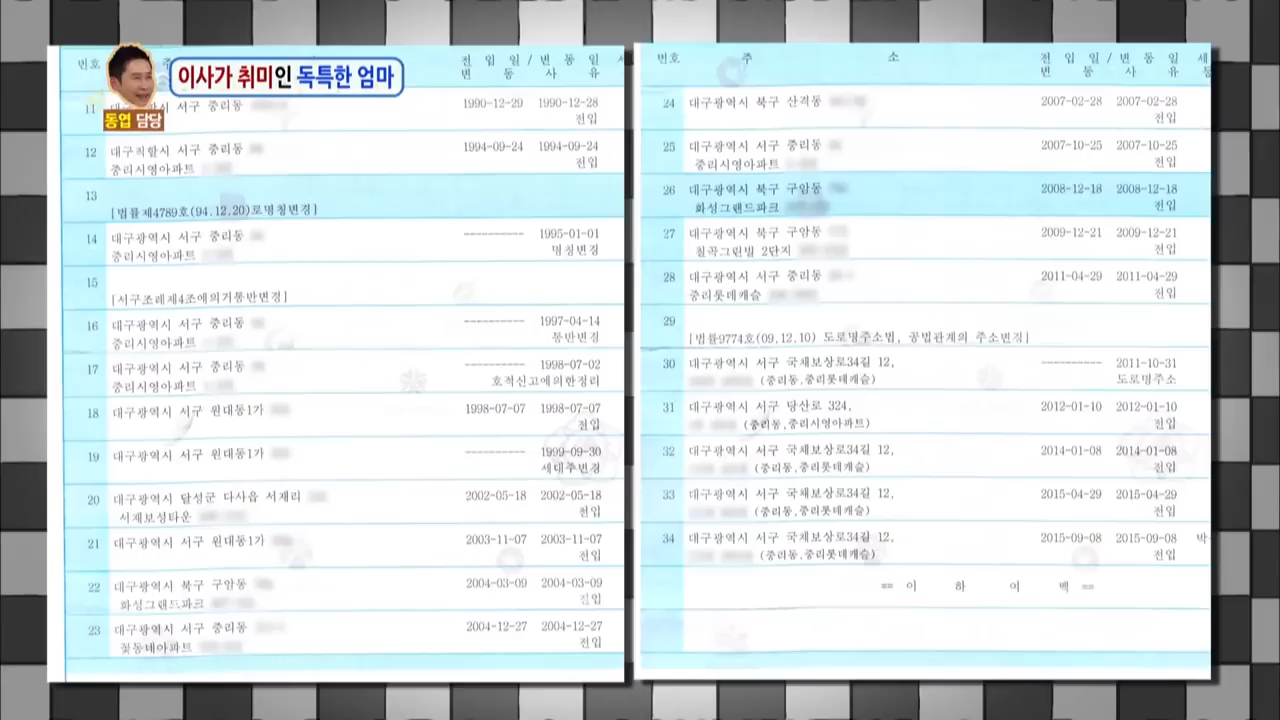 이사가 취미인 독특한 엄마
동엽 담당
번호
전 입 일 / 변 동 일
변 동 사 유
11 대구직할시 서구 중리동 1990-12-29 1990-12-28
전입
12 대구직할시 서구 중리동 1994-09-24 1994-09-24
중리시영아파트 전입
13
[법률제4789호(94.12.20)로명칭변경]
14 대구광역시 서구 중리동 ---------- 1995-01-01
중리시영아파트 명칭변경
15
[서구조례제4조에의거통반변경]
16 대구광역시 서구 중리동 ---------- 1997-04-14
중리시영아파트 통반변경
17 대구광역시 서구 중리동 ---------- 1998-07-02
중리시영아파트 호적신고에의한정리
18 대구광역시 서구 원대동1가 1998-07-07 1998-07-07
전입
19 대구광역시 서구 원대동1가 ---------- 1999-09-30
세대주변경
20 대구광역시 달성군 다사읍 서재리 2002-05-18 2002-05-18
서재보성타운 전입
21 대구광역시 서구 원대동1가 2003-11-07 2003-11-07
전입
22 대구광역시 북구 구암동 2004-03-09 2004-03-09
화성그랜드파크 전입
23 대구광역시 서구 중리동 2004-12-27 2004-12-27
꽃동네아파트 전입
번호 주 소 전 입 일 / 변 동 일 세
변 동 사 유
24 대구광역시 북구 산격동 2007-02-28 2007-02-28
전입
25 대구광역시 서구 중리동 2007-10-25 2007-10-25
중리시영아파트 전입
26 대구광역시 북구 구암동 2008-12-18 2008-12-18
화성그랜드파크 전입
27 대구광역시 북구 구암동 2009-12-21 2009-12-21
칠곡그린빌 2단지 전입
28 대구광역시 서구 중리동 2011-04-29 2011-04-29
중리롯데캐슬 전입
29
[법률9774호(09.12.10) 도로명주소법, 공법관계의 주소변경]
30 대구광역시 서구 국채보상로34길 12, ---------- 2011-10-31
(중리동,중리롯데캐슬) 도로명주소
31 대구광역시 서구 당산로 324, 2012-01-10 2012-01-10
(중리동,중리시영아파트) 전입
32 대구광역시 서구 국채보상로34길 12, 2014-01-08 2014-01-08
(중리동,중리롯데캐슬) 전입
33 대구광역시 서구 국채보상로34길 12, 2015-04-29 2015-04-29
(중리동,중리롯데캐슬) 전입
34 대구광역시 서구 국채보상로34길 12, 2015-09-08 2015-09-08 박
(중리동,중리롯데캐슬) 전입
== 이 하 여 백 ==